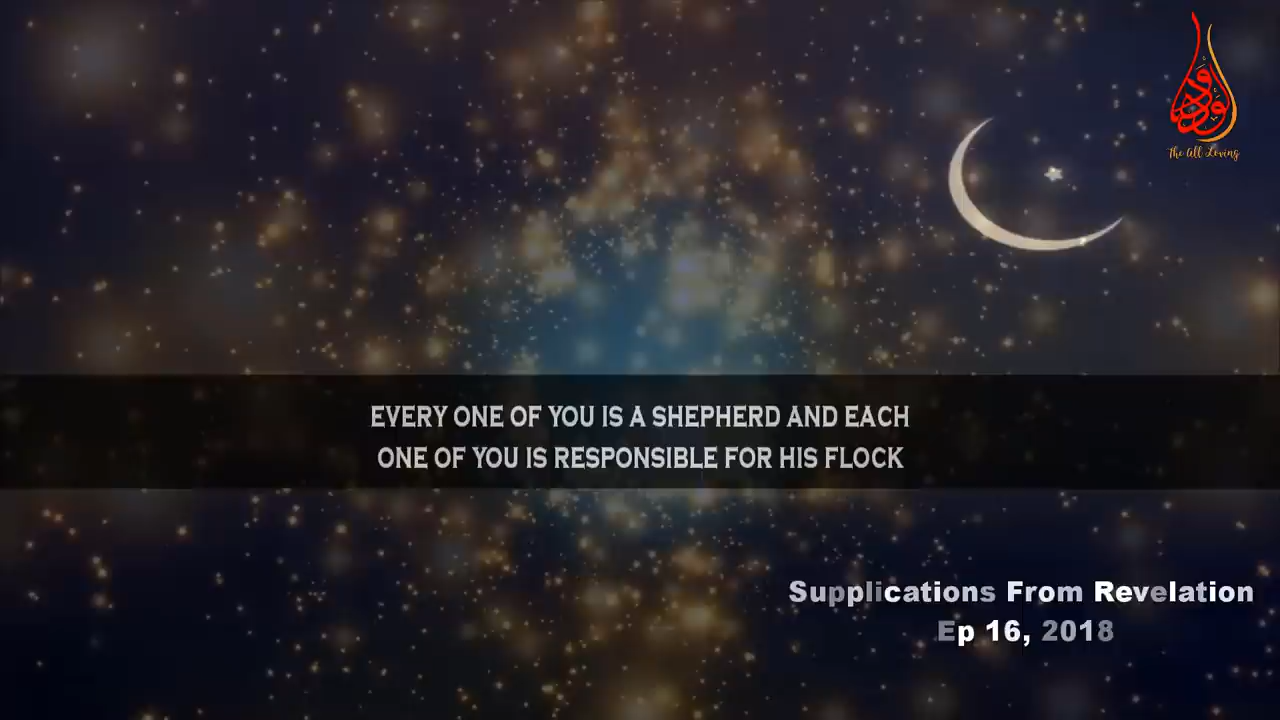 الودود
The All Loving
EVERY ONE OF YOU IS A SHEPHERD AND EACH
ONE OF YOU IS RESPONSIBLE FOR HIS FLOCK
Supplications From Revelation
Ep 16, 2018